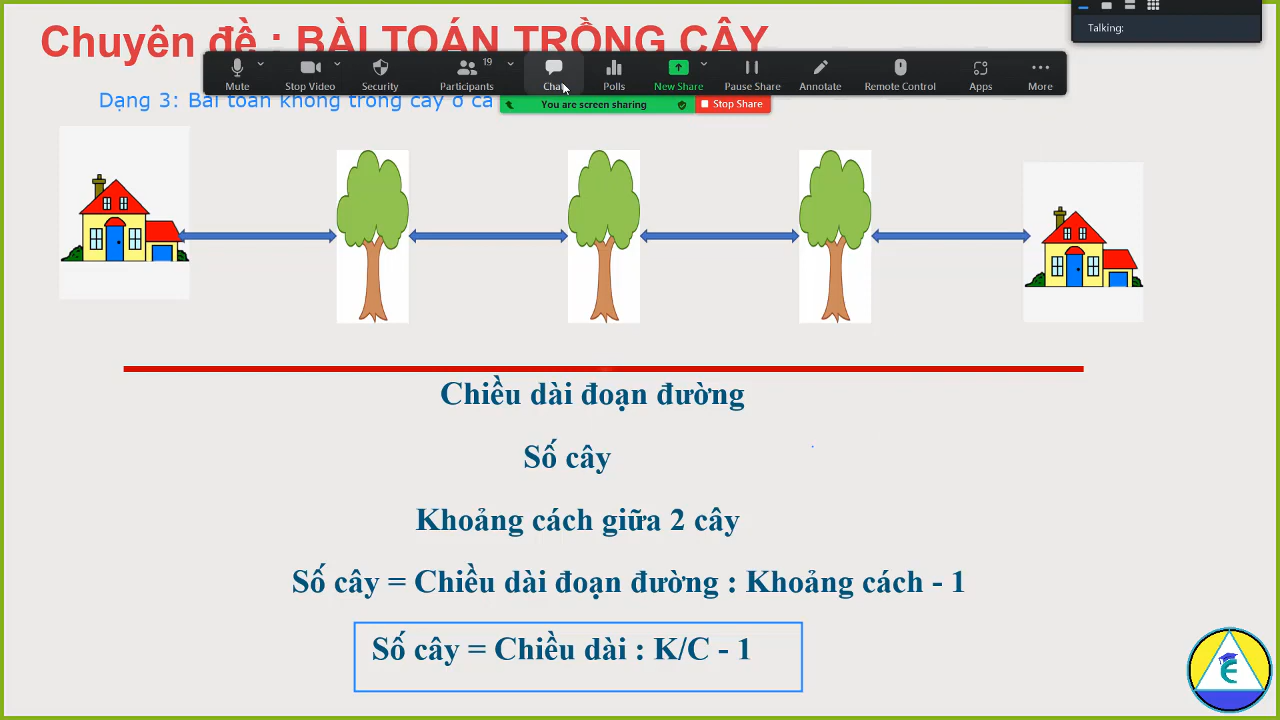 Chuyên đề : BÀI TOÁN TRỒNG CÂY
Talking:
Mute
Stop Video
Security
Participants
19
Chat
Polls
New Share
Pause Share
Annotate
Remote Control
Apps
More
Dạng 3: Bài toán không trồng cây ở cả
You are screen sharing
Stop Share
Chiều dài đoạn đường
Số cây
Khoảng cách giữa 2 cây
Số cây = Chiều dài đoạn đường : Khoảng cách - 1
Số cây = Chiều dài : K/C - 1